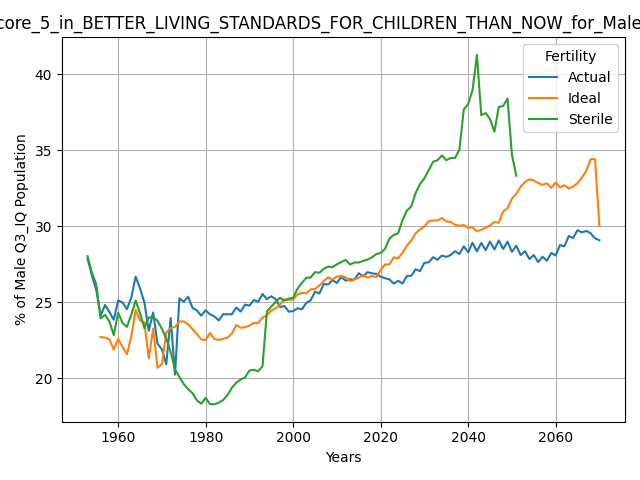 core_5_in_BETTER_LIVING_STANDARDS_FOR_CHILDREN_THAN_NOW_for_Male
Fertility
Actual
Ideal
Sterile
40
35
30
25
20
% of Male Q3_IQ Population
1960 1980 2000 2020 2040 2060
Years